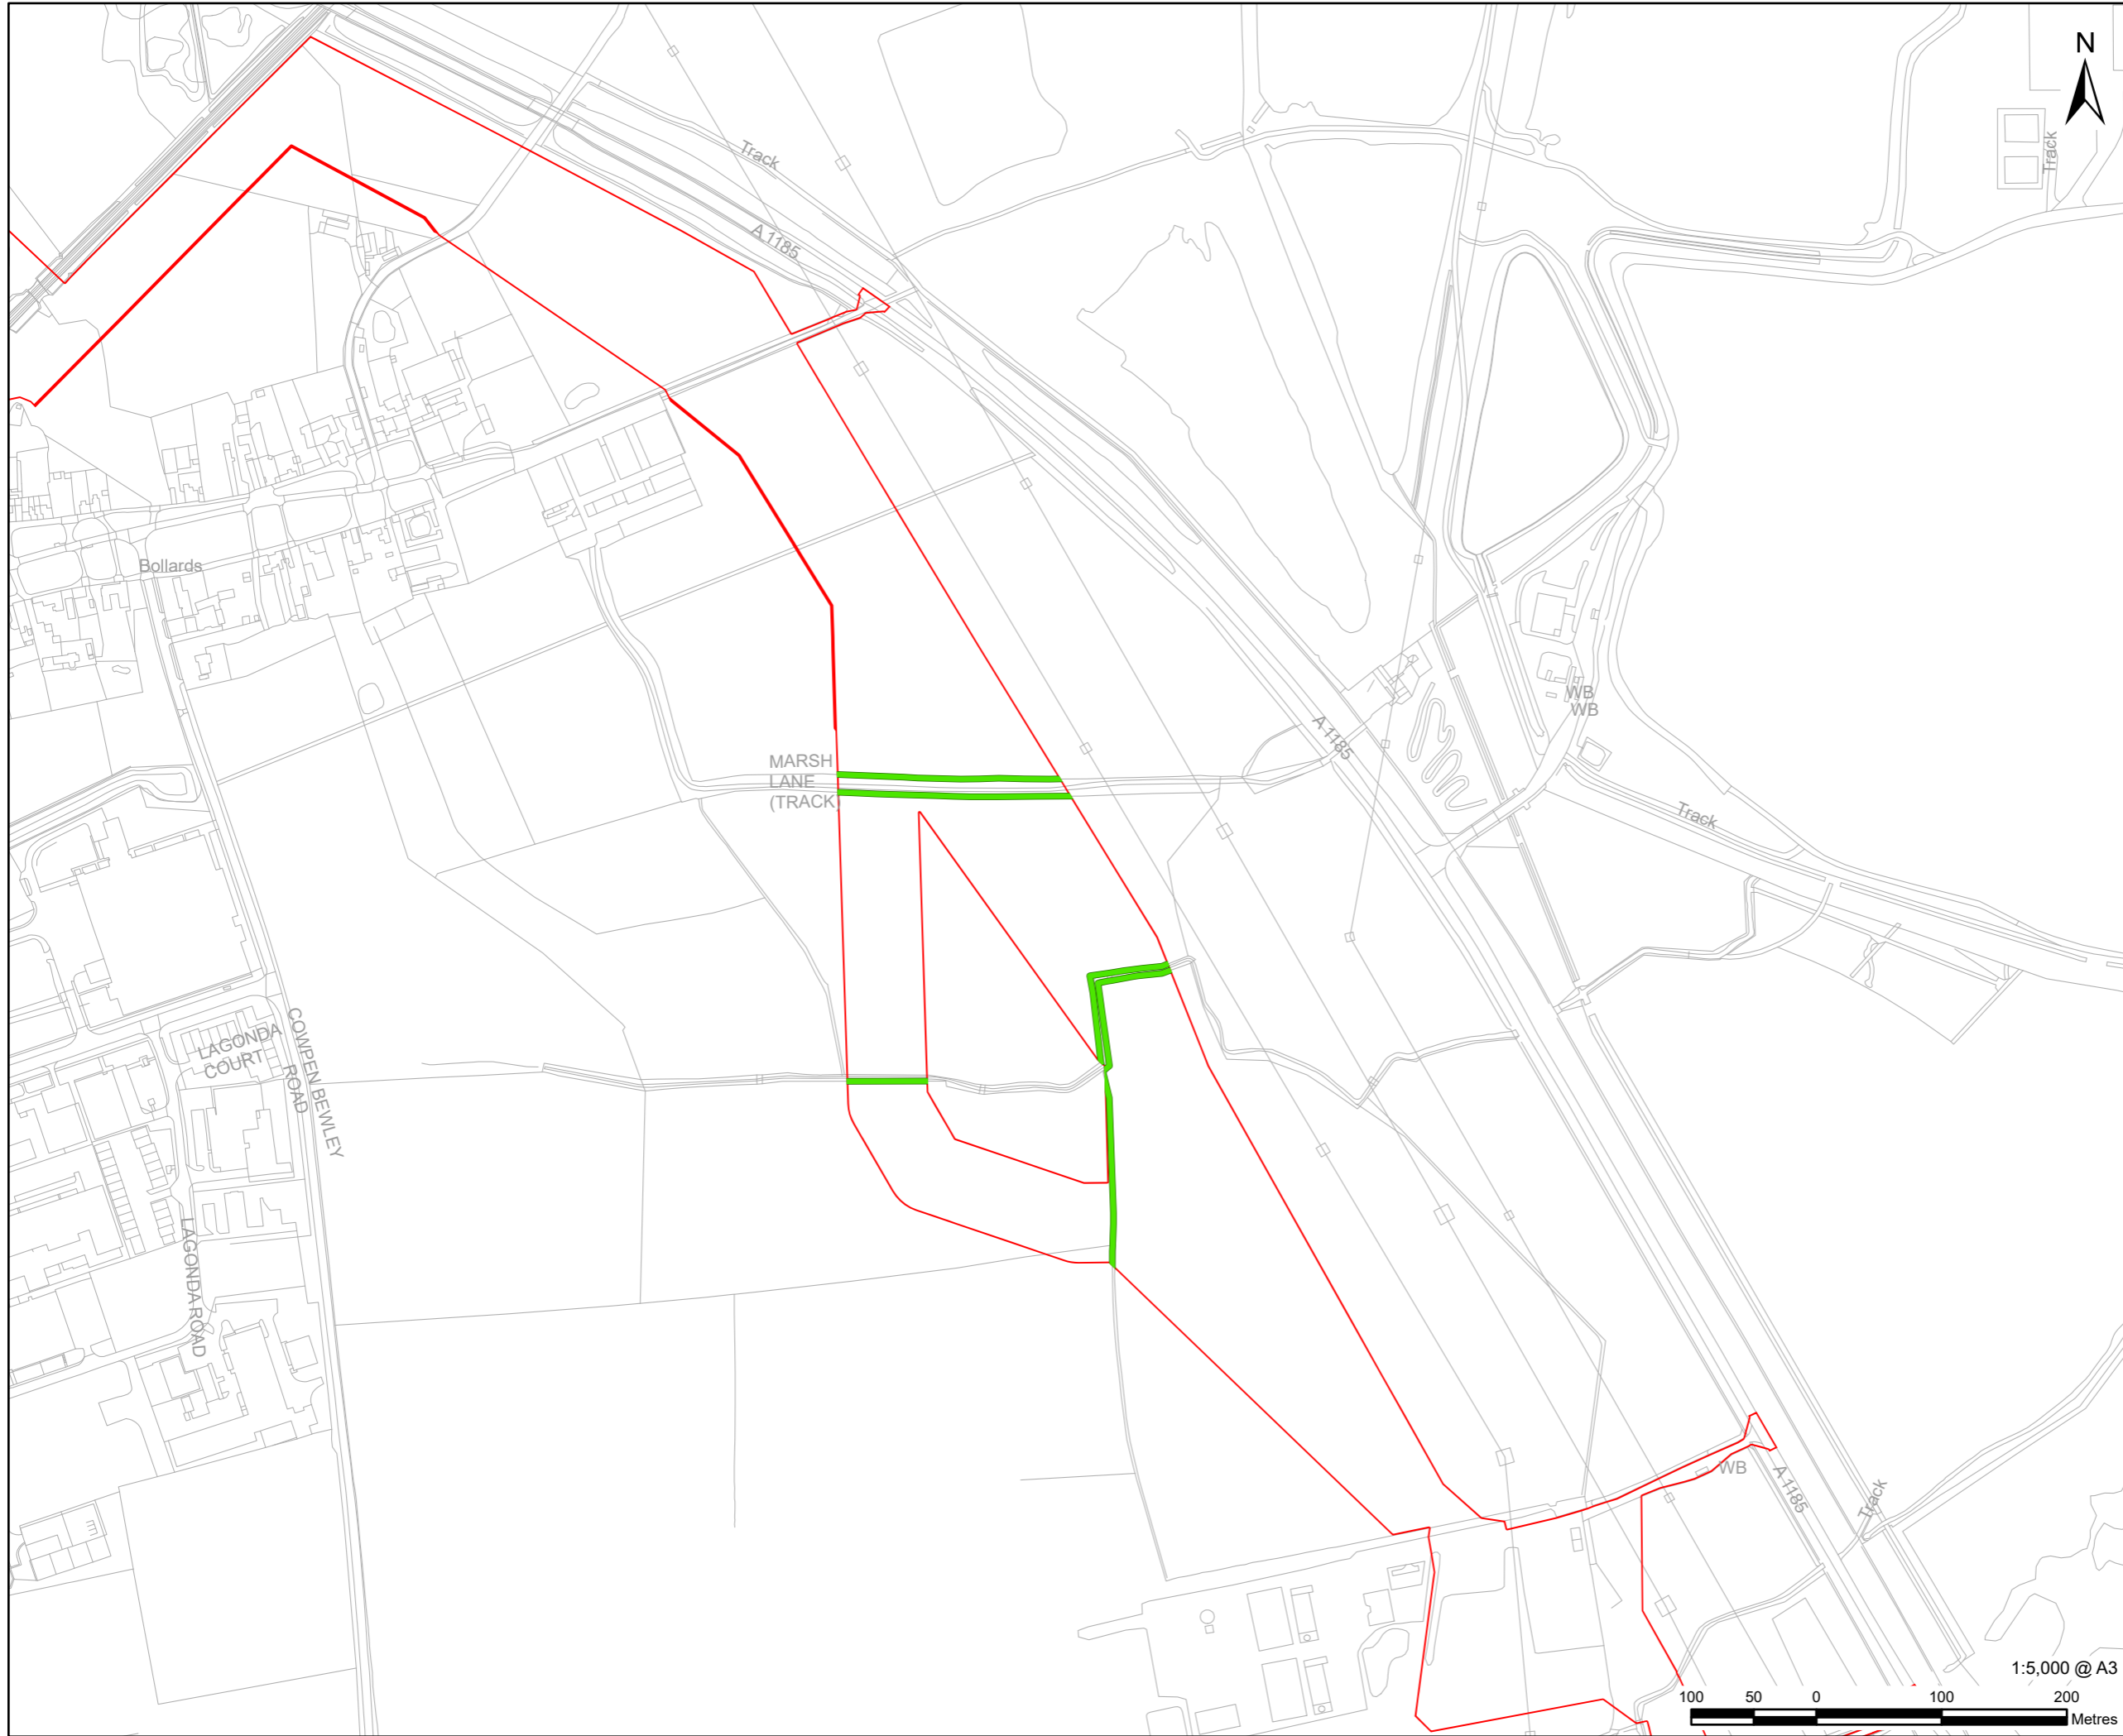 N
Track
Track
A 1185
Bollards
MARSH
LANE
(TRACK
A 1185
WB
WB
Track
LAGONDA
COURT
COWPEN BEWLEY
ROAD
LAGONDA ROAD
WB
A 1185
Track
1:5,000 @ A3
100 50 0 100 200
Metres